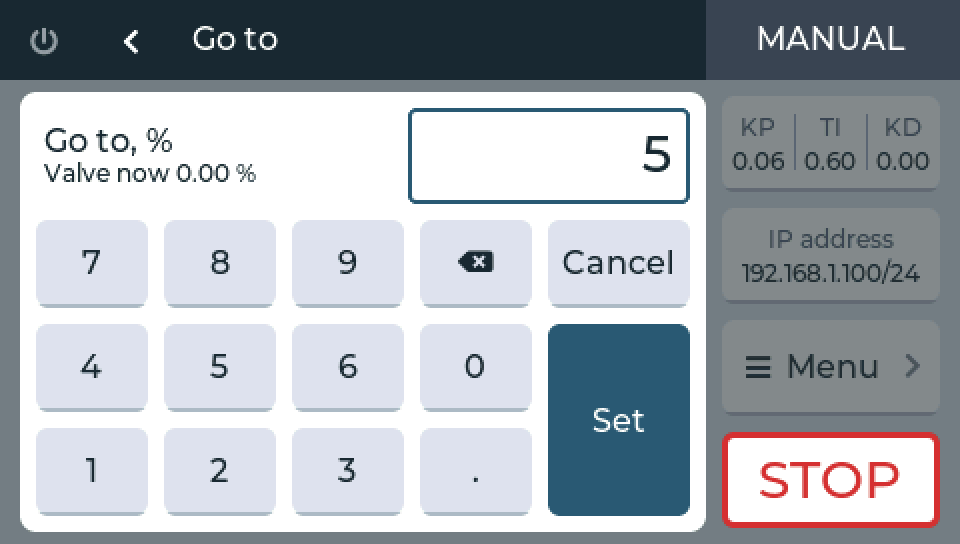 Go to
MANUAL
Go to, %
Valve now 0.00 %
5
7
8
9
Cancel
4
5
6
0
Set
1
2
3
.
KP
TI
KD
0.06
0.60
0.00
IP address
192.168.1.100/24
Menu
STOP